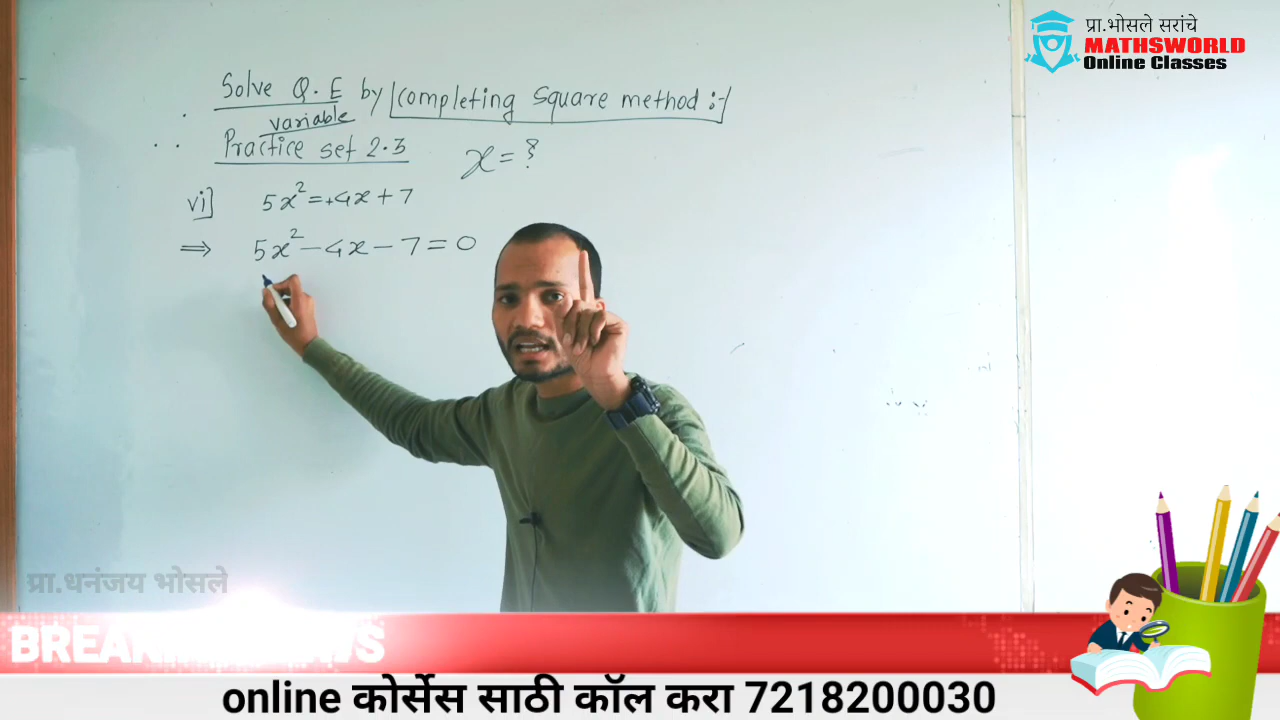 प्रा.भोसले सरांचे
MATHSWORLD
Online Classes
Solve Q.E by completing square method :-
variable
Practice set 2.3 x = ?
vi] 5x² = +4x + 7
⇒ 5x² - 4x - 7 = 0
प्रा.धनंजय भोसले
online कोर्सेस साठी कॉल करा 7218200030